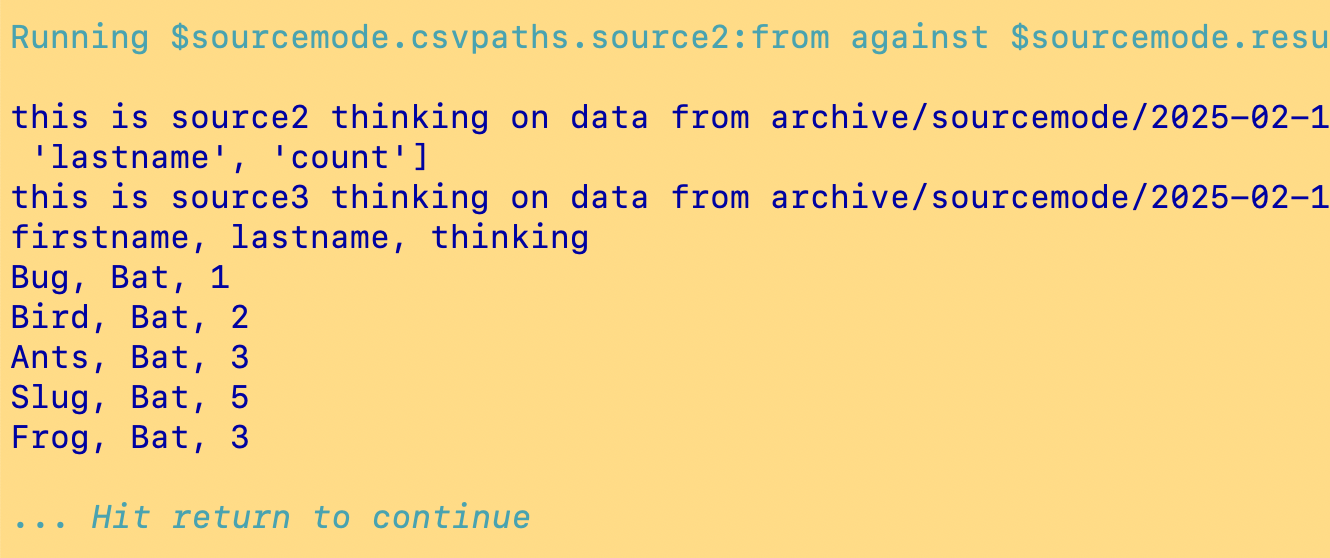 Running $sourcemode.csvpaths.source2:from against $sourcemode.resu
this is source2 thinking on data from archive/sourcemode/2025-02-1
'lastname', 'count']
this is source3 thinking on data from archive/sourcemode/2025-02-1
firstname, lastname, thinking
Bug, Bat, 1
Bird, Bat, 2
Ants, Bat, 3
Slug, Bat, 5
Frog, Bat, 3
... Hit return to continue